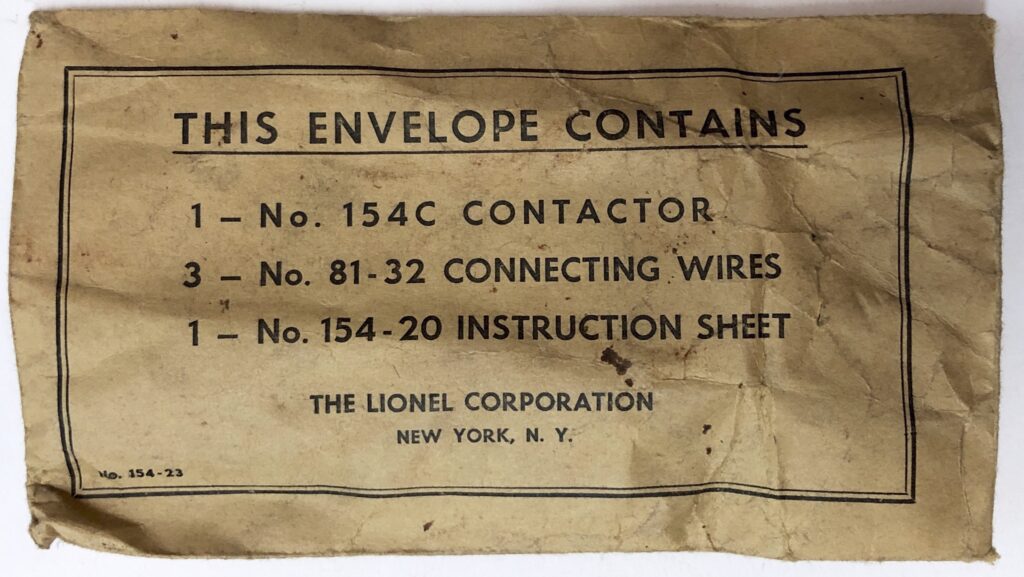 THIS ENVELOPE CONTAINS
1 – No. 154C CONTACTOR
3 – No. 81-32 CONNECTING WIRES
1 – No. 154-20 INSTRUCTION SHEET
THE LIONEL CORPORATION
NEW YORK, N. Y.
No. 154-23